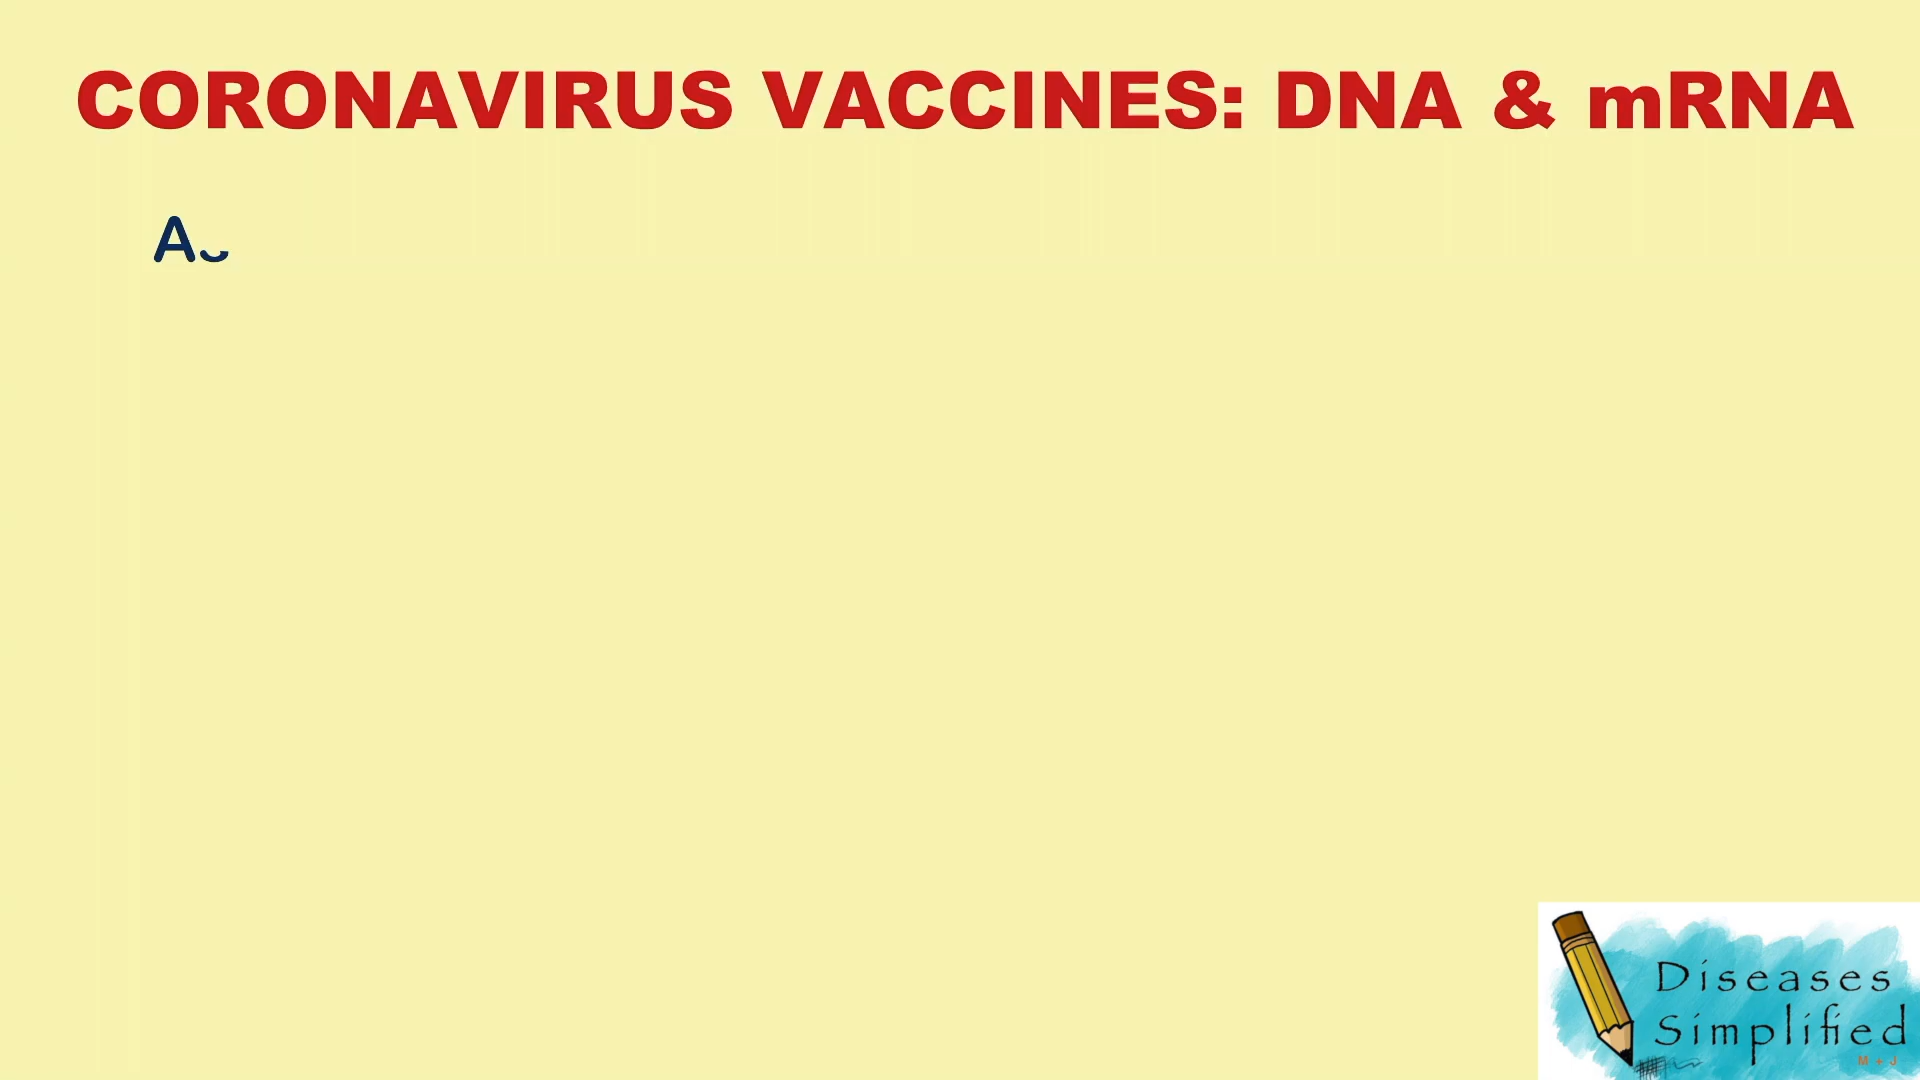 CORONAVIRUS VACCINES: DNA & mRNA
Diseases
Simplified
M + J